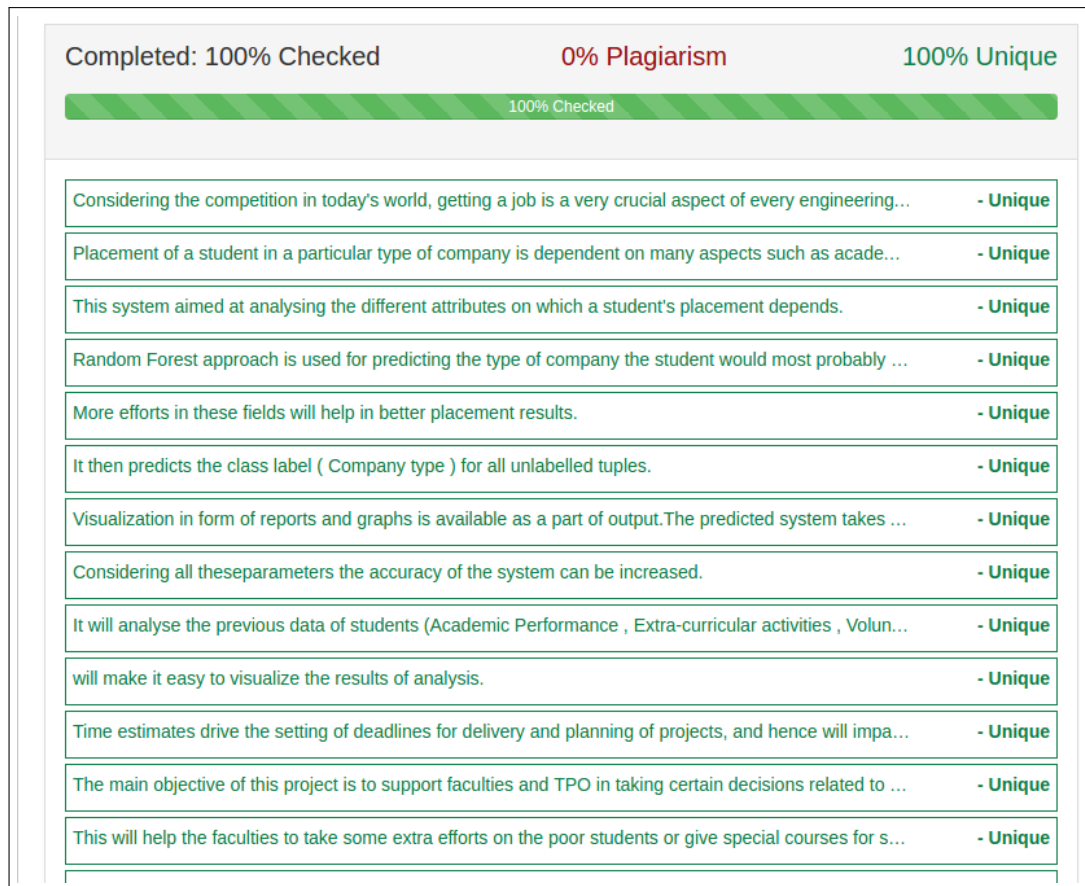 Completed: 100% Checked 0% Plagiarism 100% Unique
100% Checked
Considering the competition in today's world, getting a job is a very crucial aspect of every engineering... - Unique
Placement of a student in a particular type of company is dependent on many aspects such as acade... - Unique
This system aimed at analysing the different attributes on which a student's placement depends. - Unique
Random Forest approach is used for predicting the type of company the student would most probably ... - Unique
More efforts in these fields will help in better placement results. - Unique
It then predicts the class label ( Company type ) for all unlabelled tuples. - Unique
Visualization in form of reports and graphs is available as a part of output.The predicted system takes ... - Unique
Considering all theseparameters the accuracy of the system can be increased. - Unique
It will analyse the previous data of students (Academic Performance , Extra-curricular activities , Volun... - Unique
will make it easy to visualize the results of analysis. - Unique
Time estimates drive the setting of deadlines for delivery and planning of projects, and hence will impa... - Unique
The main objective of this project is to support faculties and TPO in taking certain decisions related to ... - Unique
This will help the faculties to take some extra efforts on the poor students or give special courses for s... - Unique